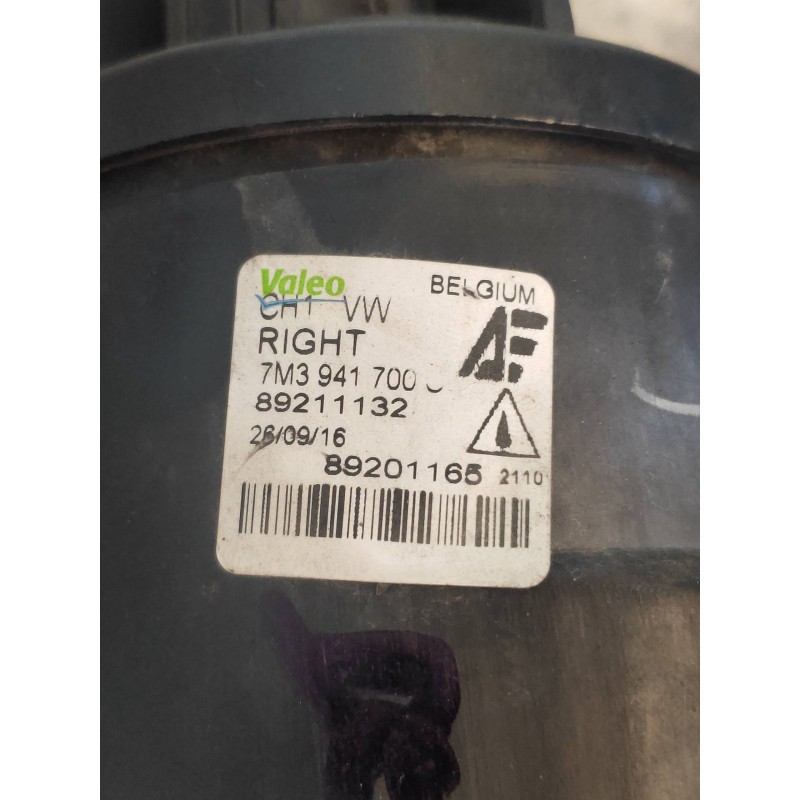 Valeo BELGIUM
CH1 VW
RIGHT
7M3 941 700
89211132
26/09/16
89201165 2110